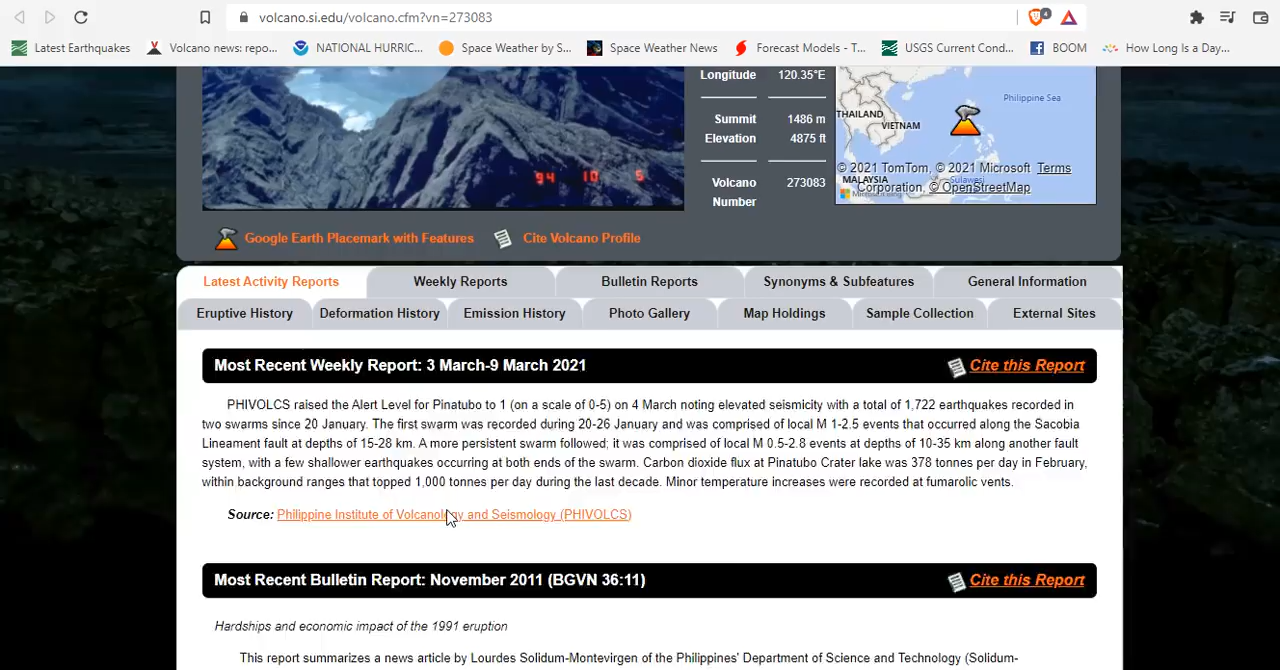 volcano.si.edu/volcano.cfm?vn=273083
4
Latest Earthquakes
Volcano news: repo...
NATIONAL HURRIC...
Space Weather by S...
Space Weather News
Forecast Models - T...
USGS Current Cond...
BOOM
How Long Is a Day...
Longitude 120.35°E
Summit 1486 m
Elevation 4875 ft
Volcano 273083
Number
94 10 5
Philippine Sea
THAILAND
VIETNAM
© 2021 TomTom, © 2021 Microsoft Terms
MALAYSIA
Sulawesi
Corporation, © OpenStreetMap
Google Earth Placemark with Features
Cite Volcano Profile
Latest Activity Reports
Weekly Reports
Bulletin Reports
Synonyms & Subfeatures
General Information
Eruptive History
Deformation History
Emission History
Photo Gallery
Map Holdings
Sample Collection
External Sites
Most Recent Weekly Report: 3 March-9 March 2021
Cite this Report
PHIVOLCS raised the Alert Level for Pinatubo to 1 (on a scale of 0-5) on 4 March noting elevated seismicity with a total of 1,722 earthquakes recorded in
two swarms since 20 January. The first swarm was recorded during 20-26 January and was comprised of local M 1-2.5 events that occurred along the Sacobia
Lineament fault at depths of 15-28 km. A more persistent swarm followed; it was comprised of local M 0.5-2.8 events at depths of 10-35 km along another fault
system, with a few shallower earthquakes occurring at both ends of the swarm. Carbon dioxide flux at Pinatubo Crater lake was 378 tonnes per day in February,
within background ranges that topped 1,000 tonnes per day during the last decade. Minor temperature increases were recorded at fumarolic vents.
Source: Philippine Institute of Volcanology and Seismology (PHIVOLCS)
Most Recent Bulletin Report: November 2011 (BGVN 36:11)
Cite this Report
Hardships and economic impact of the 1991 eruption
This report summarizes a news article by Lourdes Solidum-Montevirgen of the Philippines' Department of Science and Technology (Solidum-